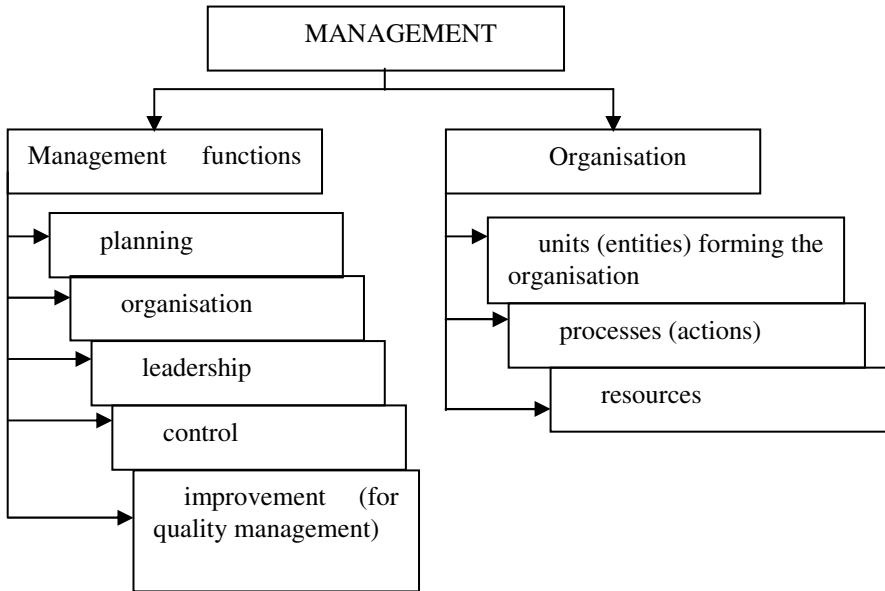 MANAGEMENT
Management functions
planning
organisation
leadership
control
improvement (for
quality management)
Organisation
units (entities) forming the
organisation
processes (actions)
resources